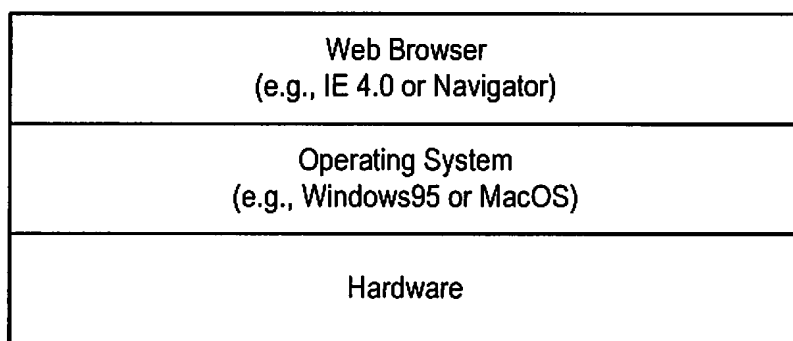 Web Browser
(e.g., IE 4.0 or Navigator)
Operating System
(e.g., Windows95 or MacOS)
Hardware